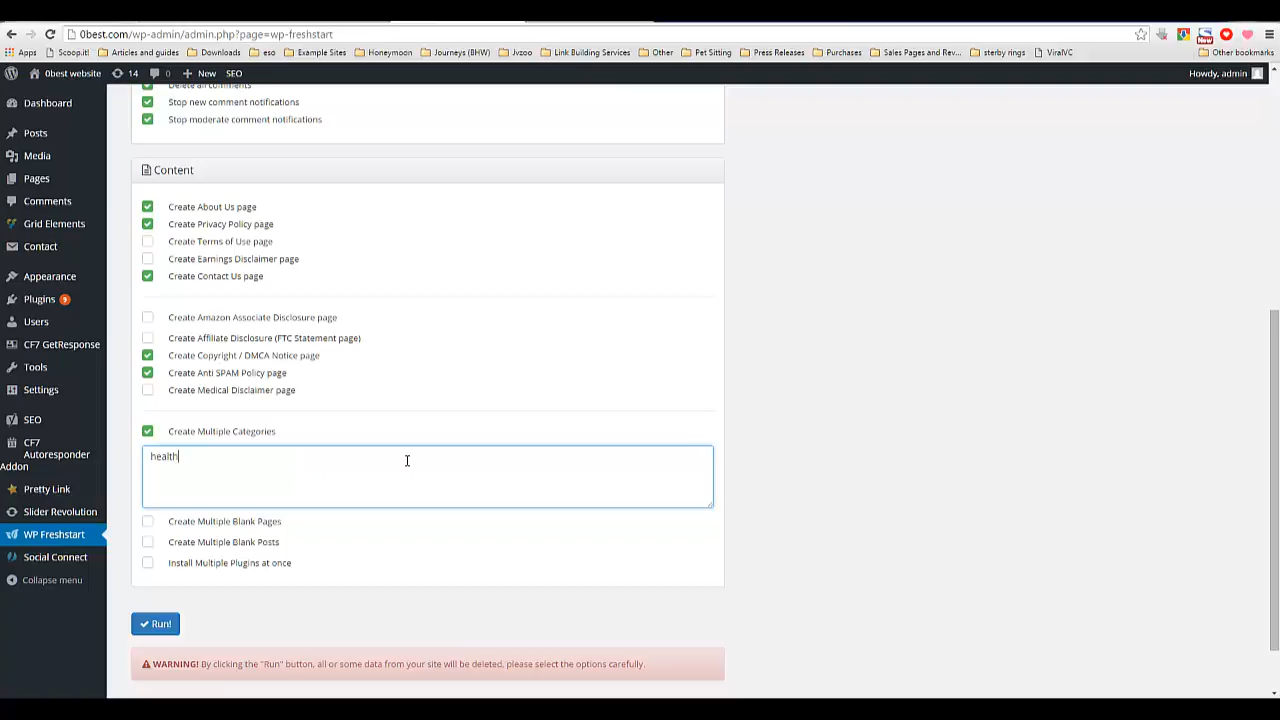 0best.com/wp-admin/admin.php?page=wp-freshstart
Apps Scoop.it! Articles and guides Downloads eso Example Sites Honeymoon Journeys (BHW) Jvzoo Link Building Services Other Pet Sitting Press Releases Purchases Sales Pages and Rev... sterby rings ViralVC Other bookmarks
New
0best website 14 0 New SEO Howdy, admin
Dashboard
Posts
Media
Pages
Comments
Grid Elements
Contact
Appearance
Plugins 9
Users
CF7 GetResponse
Tools
Settings
SEO
CF7
Autoresponder
Addon
Pretty Link
Slider Revolution
WP Freshstart
Social Connect
Collapse menu
Delete all comments
Stop new comment notifications
Stop moderate comment notifications
Content
Create About Us page
Create Privacy Policy page
Create Terms of Use page
Create Earnings Disclaimer page
Create Contact Us page
Create Amazon Associate Disclosure page
Create Affiliate Disclosure (FTC Statement page)
Create Copyright / DMCA Notice page
Create Anti SPAM Policy page
Create Medical Disclaimer page
Create Multiple Categories
health
Create Multiple Blank Pages
Create Multiple Blank Posts
Install Multiple Plugins at once
Run!
WARNING! By clicking the "Run" button, all or some data from your site will be deleted, please select the options carefully.